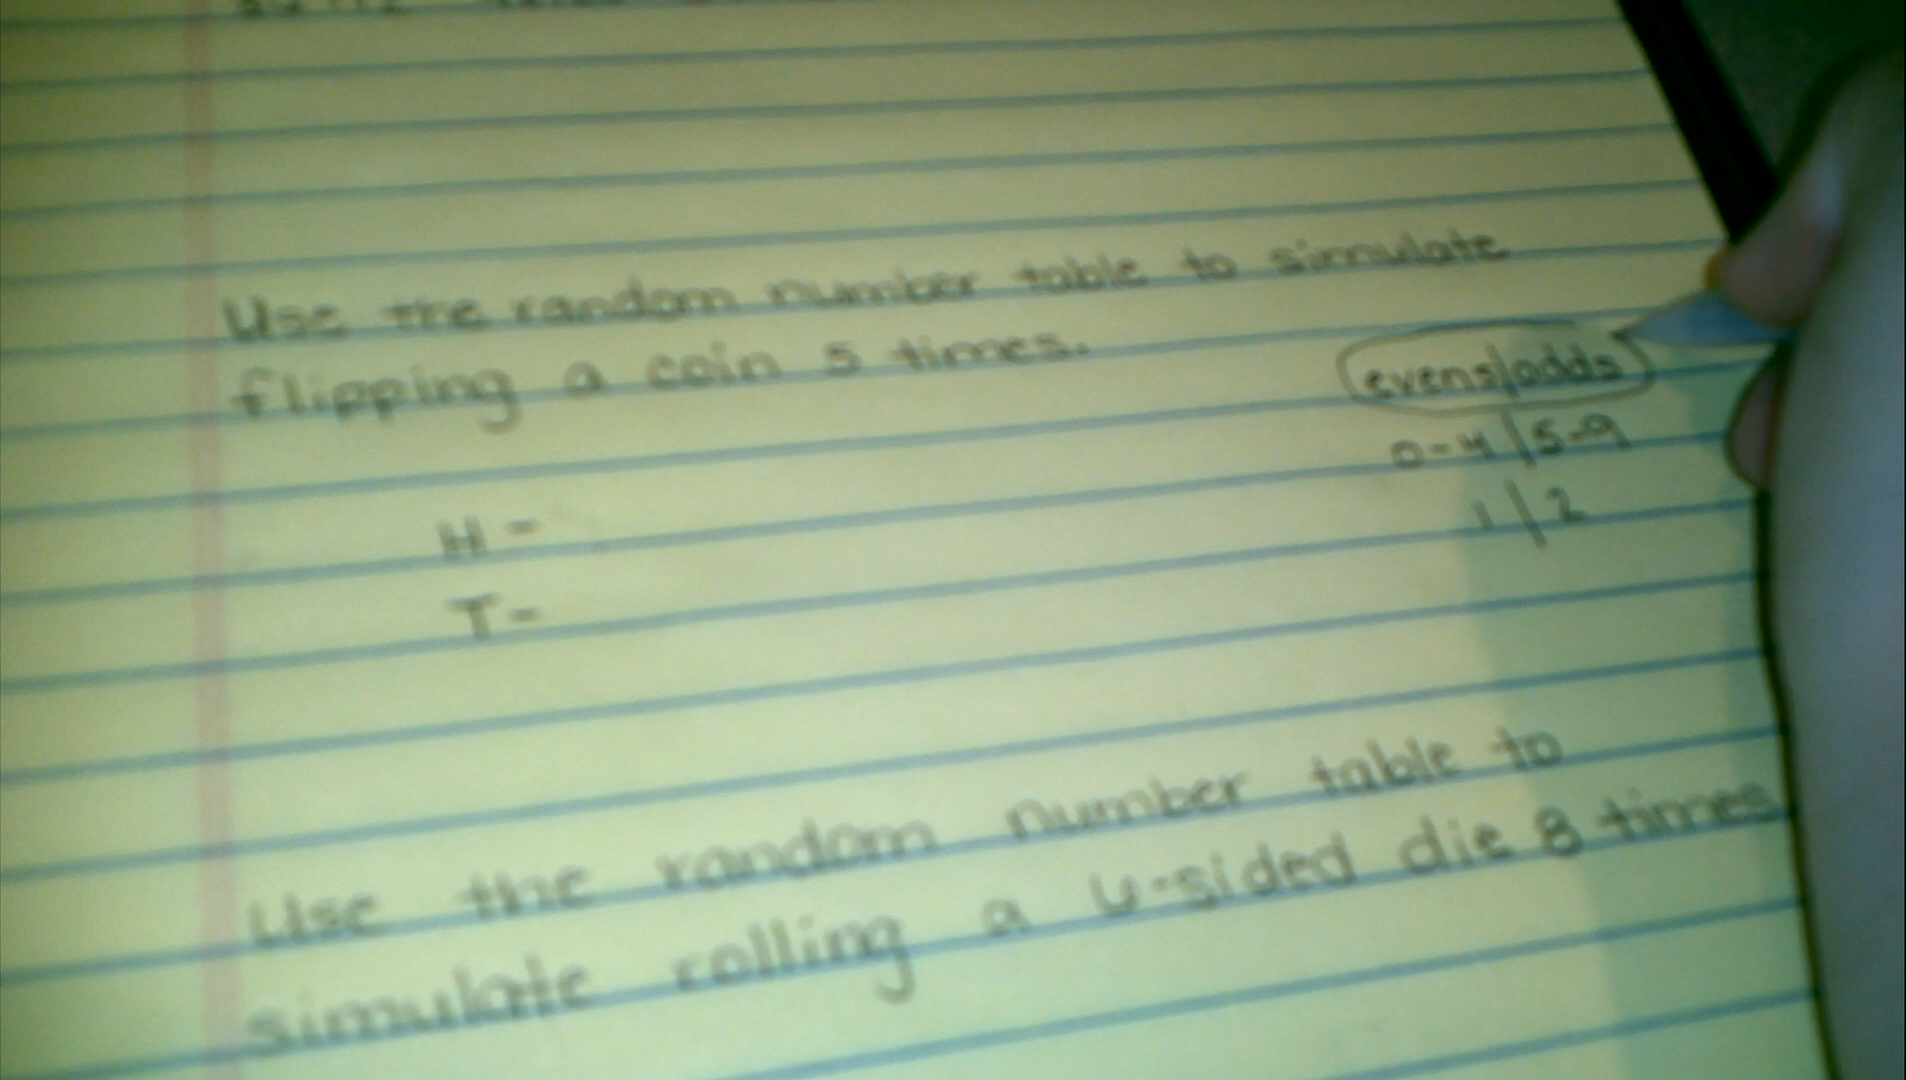 Use the random number table to simulate
flipping a coin 5 times.
evens/odds
0-4/5-9
1/2
H -
T -
Use the random number table to
simulate rolling a 6-sided die 8 times